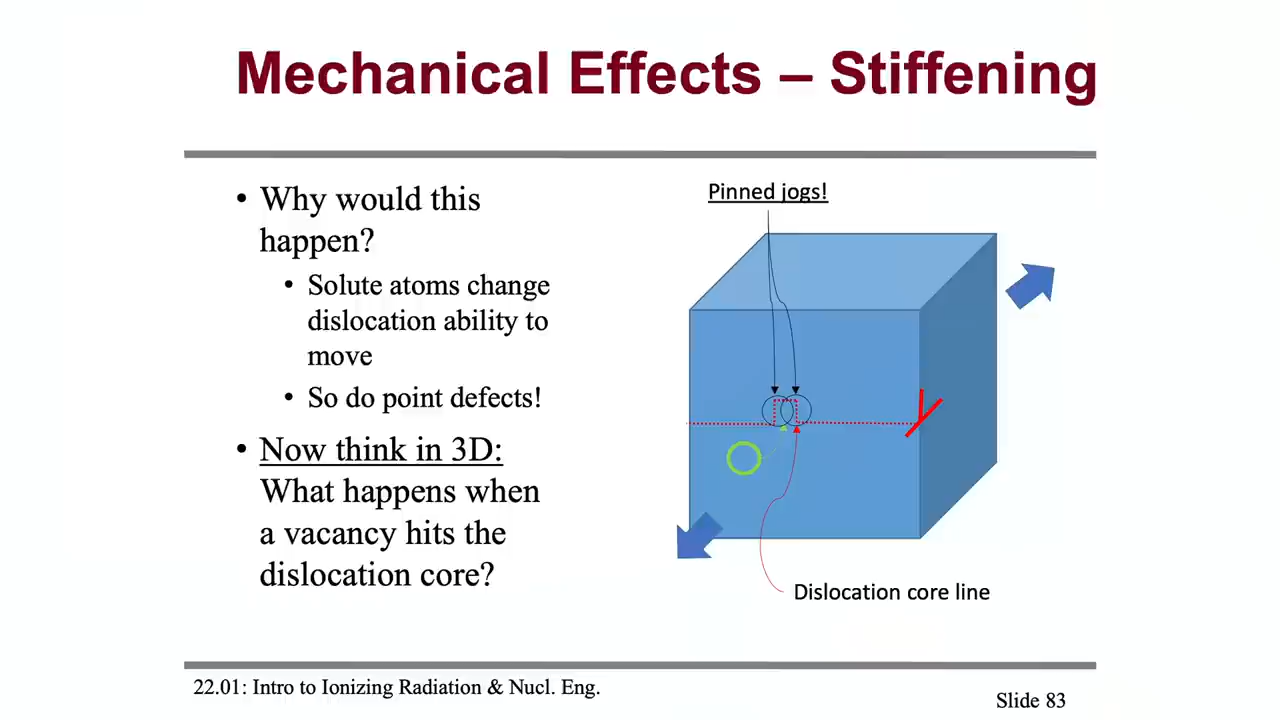 Mechanical Effects – Stiffening
• Why would this
happen?
• Solute atoms change
dislocation ability to
move
• So do point defects!
• Now think in 3D:
What happens when
a vacancy hits the
dislocation core?
Pinned jogs!
Dislocation core line
22.01: Intro to Ionizing Radiation & Nucl. Eng.
Slide 83